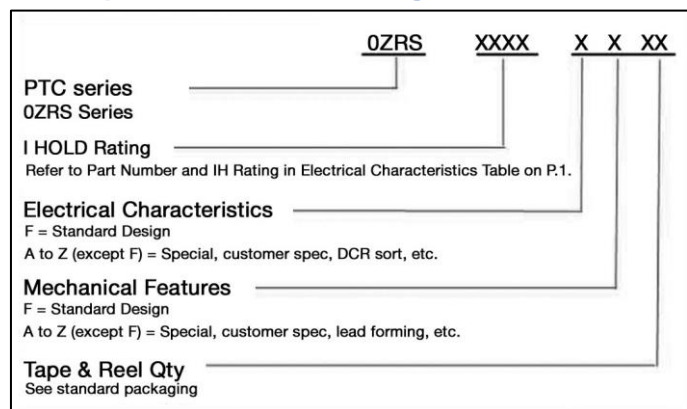 0ZRS XXXX X X XX
PTC series
0ZRS Series
I HOLD Rating
Refer to Part Number and IH Rating in Electrical Characteristics Table on P.1.
Electrical Characteristics
F = Standard Design
A to Z (except F) = Special, customer spec, DCR sort, etc.
Mechanical Features
F = Standard Design
A to Z (except F) = Special, customer spec, lead forming, etc.
Tape & Reel Qty
See standard packaging